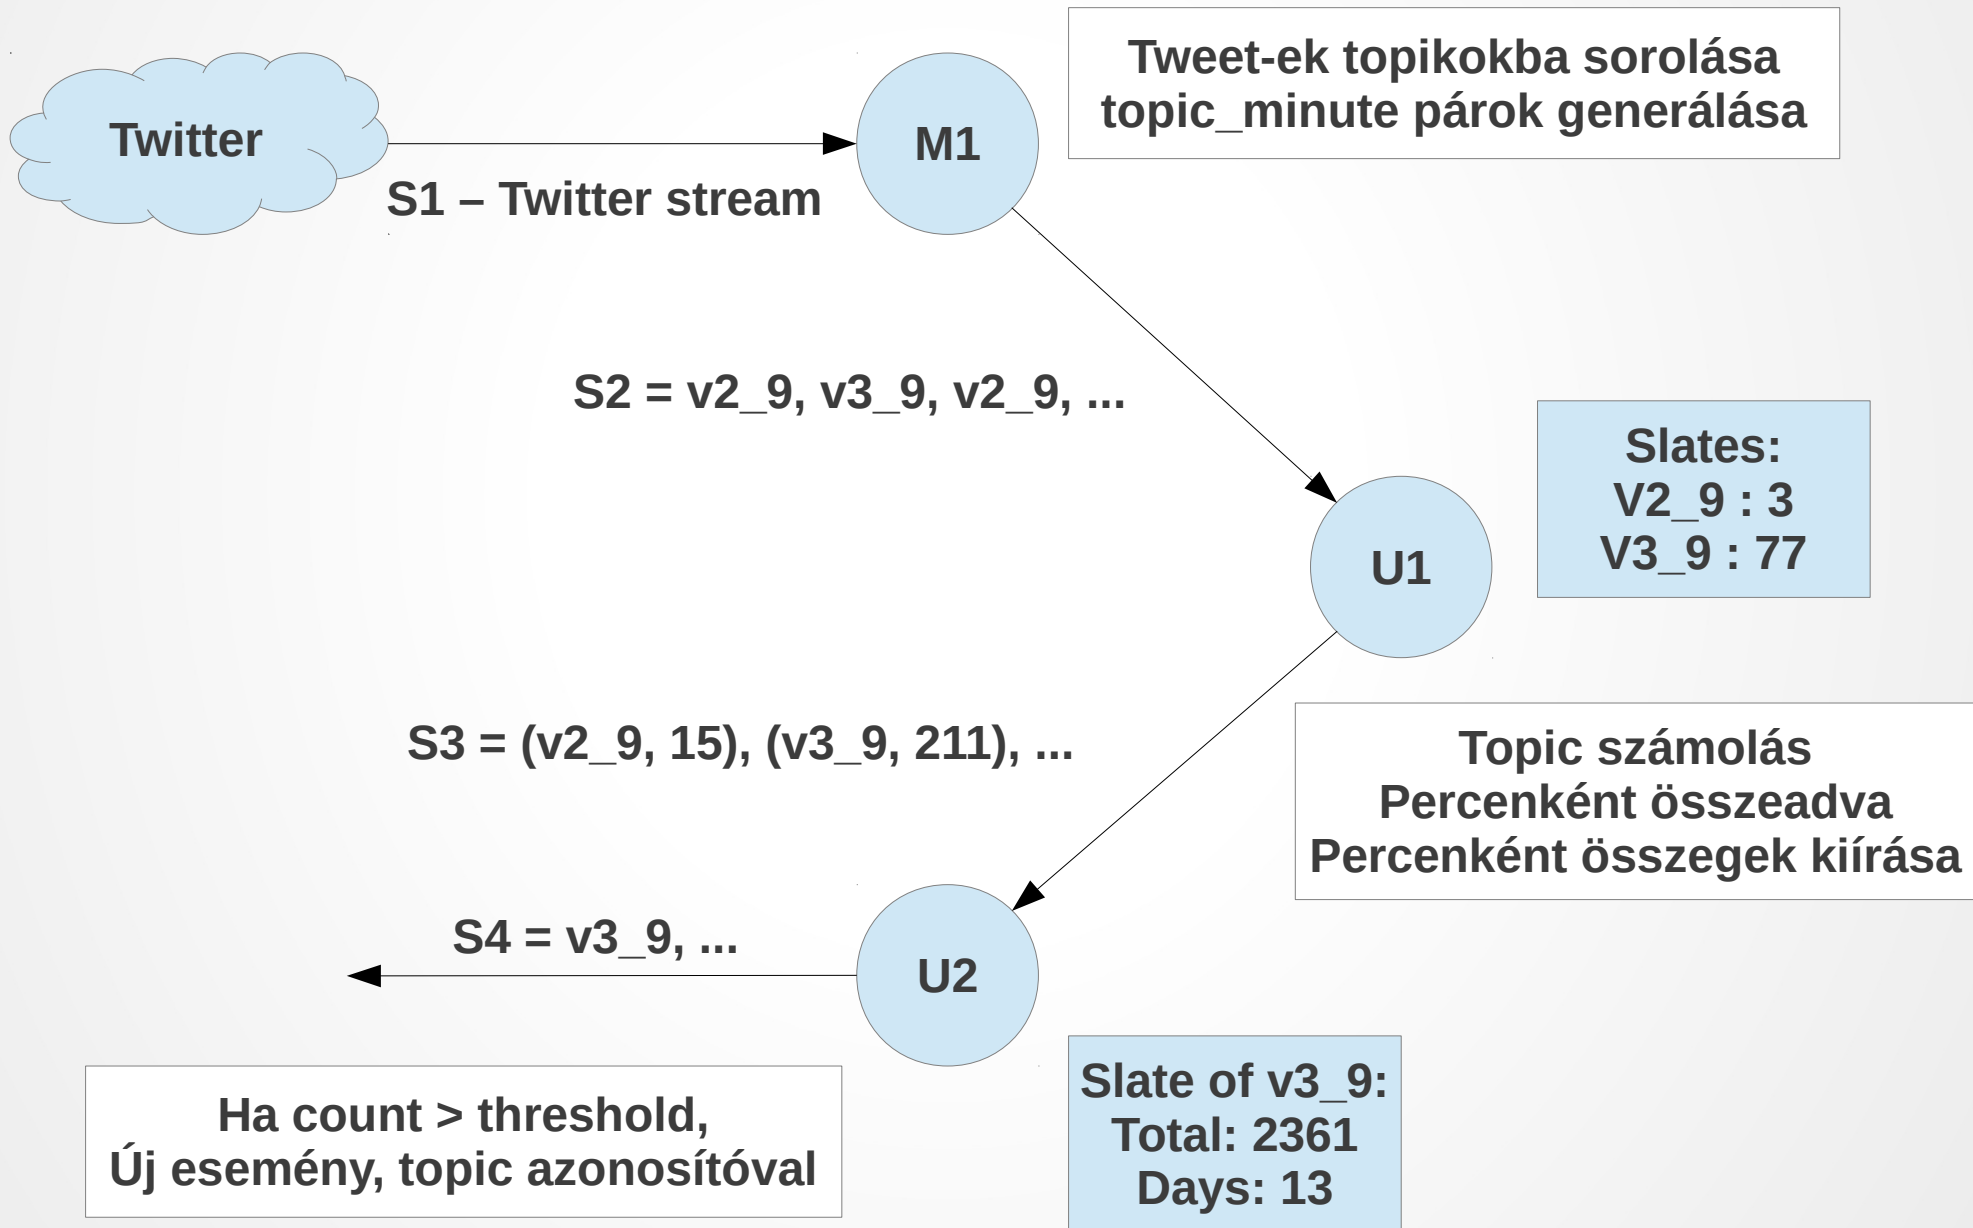 Twitter
S1 – Twitter stream
M1
Tweet-ek topikokba sorolása
topic_minute párok generálása
S2 = v2_9, v3_9, v2_9, ...
U1
Slates:
V2_9 : 3
V3_9 : 77
S3 = (v2_9, 15), (v3_9, 211), ...
Topic számolás
Percenként összeadva
Percenként összegek kiírása
S4 = v3_9, ...
U2
Ha count > threshold,
Új esemény, topic azonosítóval
Slate of v3_9:
Total: 2361
Days: 13